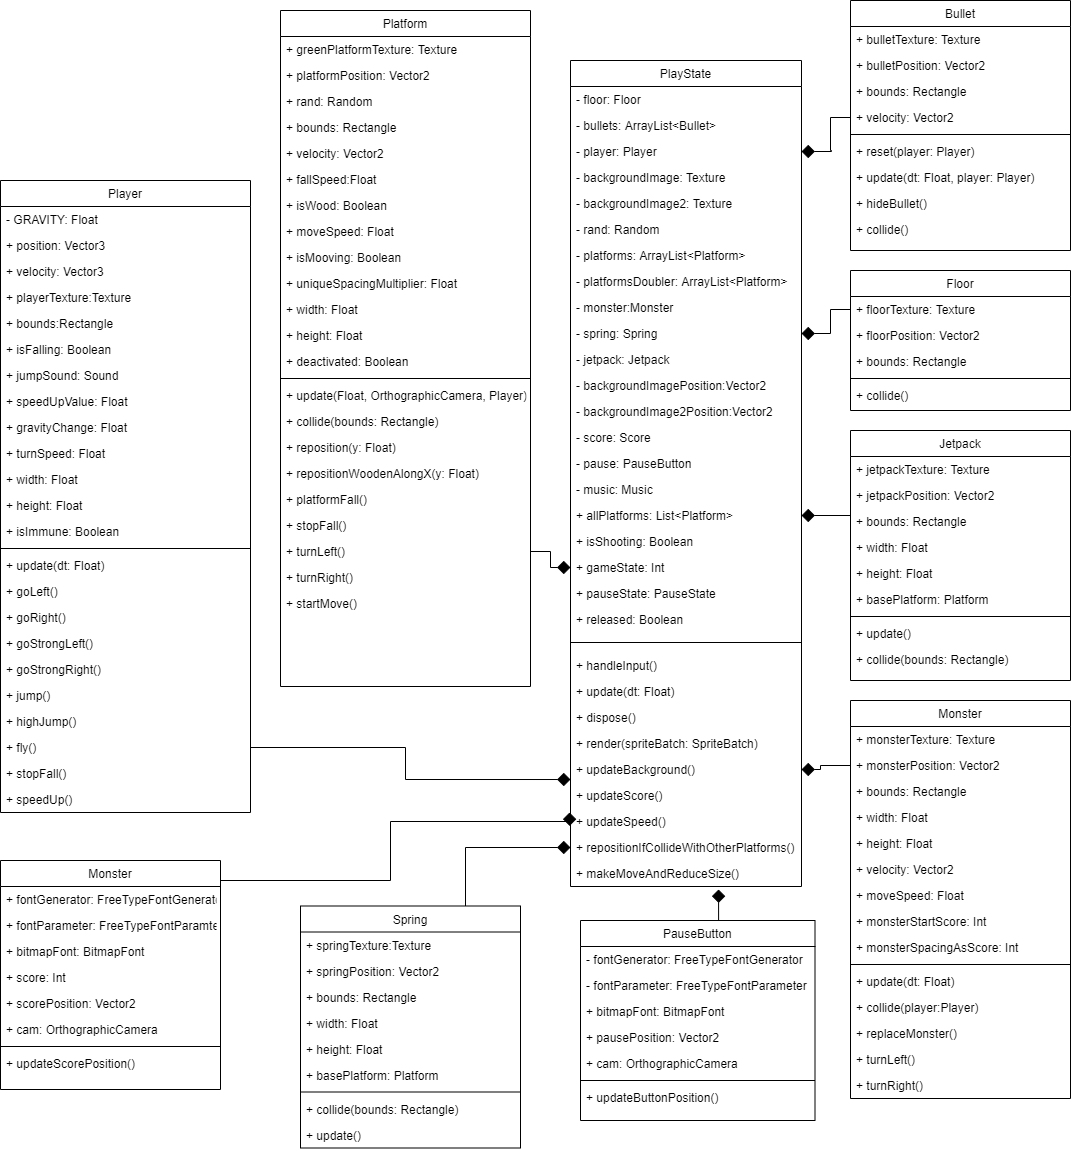 Player
- GRAVITY: Float
+ position: Vector3
+ velocity: Vector3
+ playerTexture:Texture
+ bounds:Rectangle
+ isFalling: Boolean
+ jumpSound: Sound
+ speedUpValue: Float
+ gravityChange: Float
+ turnSpeed: Float
+ width: Float
+ height: Float
+ isImmune: Boolean
+ update(dt: Float)
+ goLeft()
+ goRight()
+ goStrongLeft()
+ goStrongRight()
+ jump()
+ highJump()
+ fly()
+ stopFall()
+ speedUp()
Platform
+ greenPlatformTexture: Texture
+ platformPosition: Vector2
+ rand: Random
+ bounds: Rectangle
+ velocity: Vector2
+ fallSpeed:Float
+ isWood: Boolean
+ moveSpeed: Float
+ isMooving: Boolean
+ uniqueSpacingMultiplier: Float
+ width: Float
+ height: Float
+ deactivated: Boolean
+ update(Float, OrthographicCamera, Player)
+ collide(bounds: Rectangle)
+ reposition(y: Float)
+ repositionWoodenAlongX(y: Float)
+ platformFall()
+ stopFall()
+ turnLeft()
+ turnRight()
+ startMove()
PlayState
- floor: Floor
- bullets: ArrayList<Bullet>
- player: Player
- backgroundImage: Texture
- backgroundImage2: Texture
- rand: Random
- platforms: ArrayList<Platform>
- platformsDoubler: ArrayList<Platform>
- monster:Monster
- spring: Spring
- jetpack: Jetpack
- backgroundImagePosition:Vector2
- backgroundImage2Position:Vector2
- score: Score
- pause: PauseButton
- music: Music
+ allPlatforms: List<Platform>
+ isShooting: Boolean
+ gameState: Int
+ pauseState: PauseState
+ released: Boolean
+ handleInput()
+ update(dt: Float)
+ dispose()
+ render(spriteBatch: SpriteBatch)
+ updateBackground()
+ updateScore()
+ updateSpeed()
+ repositionIfCollideWithOtherPlatforms()
+ makeMoveAndReduceSize()
Bullet
+ bulletTexture: Texture
+ bulletPosition: Vector2
+ bounds: Rectangle
+ velocity: Vector2
+ reset(player: Player)
+ update(dt: Float, player: Player)
+ hideBullet()
+ collide()
Floor
+ floorTexture: Texture
+ floorPosition: Vector2
+ bounds: Rectangle
+ collide()
Jetpack
+ jetpackTexture: Texture
+ jetpackPosition: Vector2
+ bounds: Rectangle
+ width: Float
+ height: Float
+ basePlatform: Platform
+ update()
+ collide(bounds: Rectangle)
Monster
+ monsterTexture: Texture
+ monsterPosition: Vector2
+ bounds: Rectangle
+ width: Float
+ height: Float
+ velocity: Vector2
+ moveSpeed: Float
+ monsterStartScore: Int
+ monsterSpacingAsScore: Int
+ update(dt: Float)
+ collide(player:Player)
+ replaceMonster()
+ turnLeft()
+ turnRight()
Monster
+ fontGenerator: FreeTypeFontGenerat
+ fontParameter: FreeTypeFontParamte
+ bitmapFont: BitmapFont
+ score: Int
+ scorePosition: Vector2
+ cam: OrthographicCamera
+ updateScorePosition()
Spring
+ springTexture:Texture
+ springPosition: Vector2
+ bounds: Rectangle
+ width: Float
+ height: Float
+ basePlatform: Platform
+ collide(bounds: Rectangle)
+ update()
PauseButton
- fontGenerator: FreeTypeFontGenerator
- fontParameter: FreeTypeFontParameter
+ bitmapFont: BitmapFont
+ pausePosition: Vector2
+ cam: OrthographicCamera
+ updateButtonPosition()